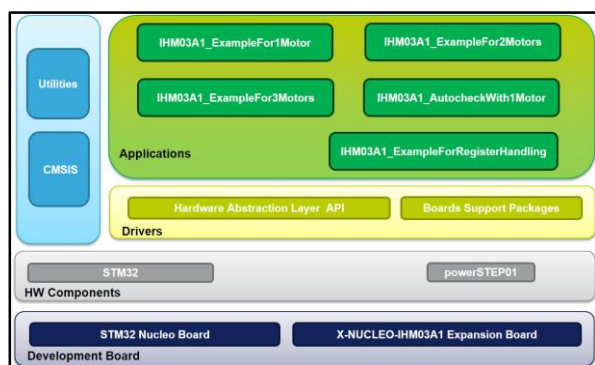 Utilities
CMSIS
IHM03A1_ExampleFor1Motor
IHM03A1_ExampleFor2Motors
IHM03A1_ExampleFor3Motors
IHM03A1_AutocheckWith1Motor
Applications
IHM03A1_ExampleForRegisterHandling
Hardware Abstraction Layer API
Boards Support Packages
Drivers
STM32
powerSTEP01
HW Components
STM32 Nucleo Board
X-NUCLEO-IHM03A1 Expansion Board
Development Board